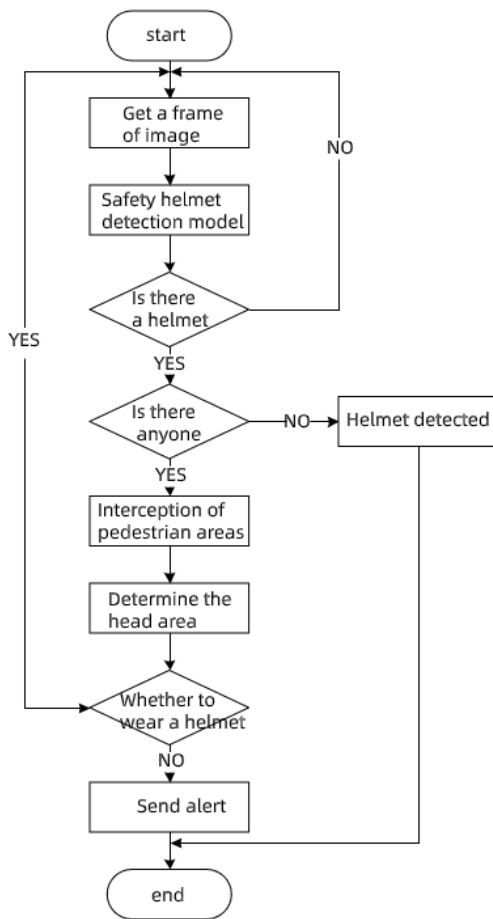 start
Get a frame
of image
NO
Safety helmet
detection model
Is there
a helmet
YES
YES
Is there
anyone
NO
Helmet detected
YES
Interception of
pedestrian areas
Determine the
head area
Whether to
wear a helmet
NO
Send alert
end